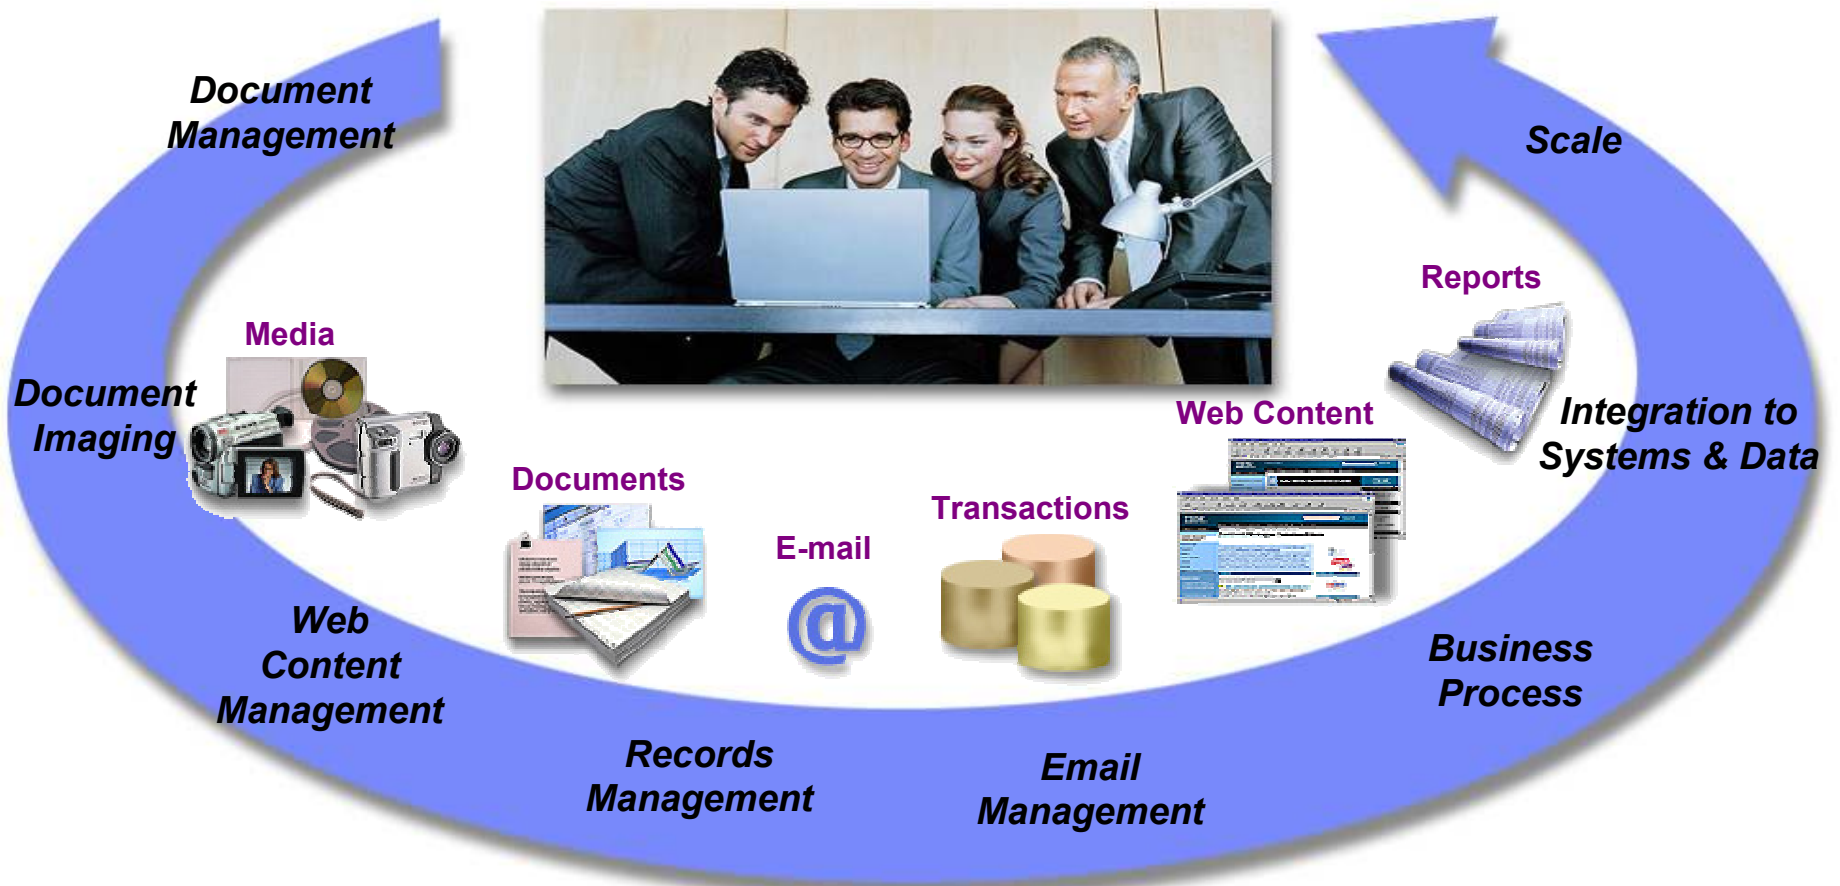 Document
Management
Scale
Reports
Media
Document
Imaging
Web Content
Integration to
Systems & Data
Documents
Transactions
E-mail
@
Web
Content
Management
Business
Process
Records
Management
Email
Management